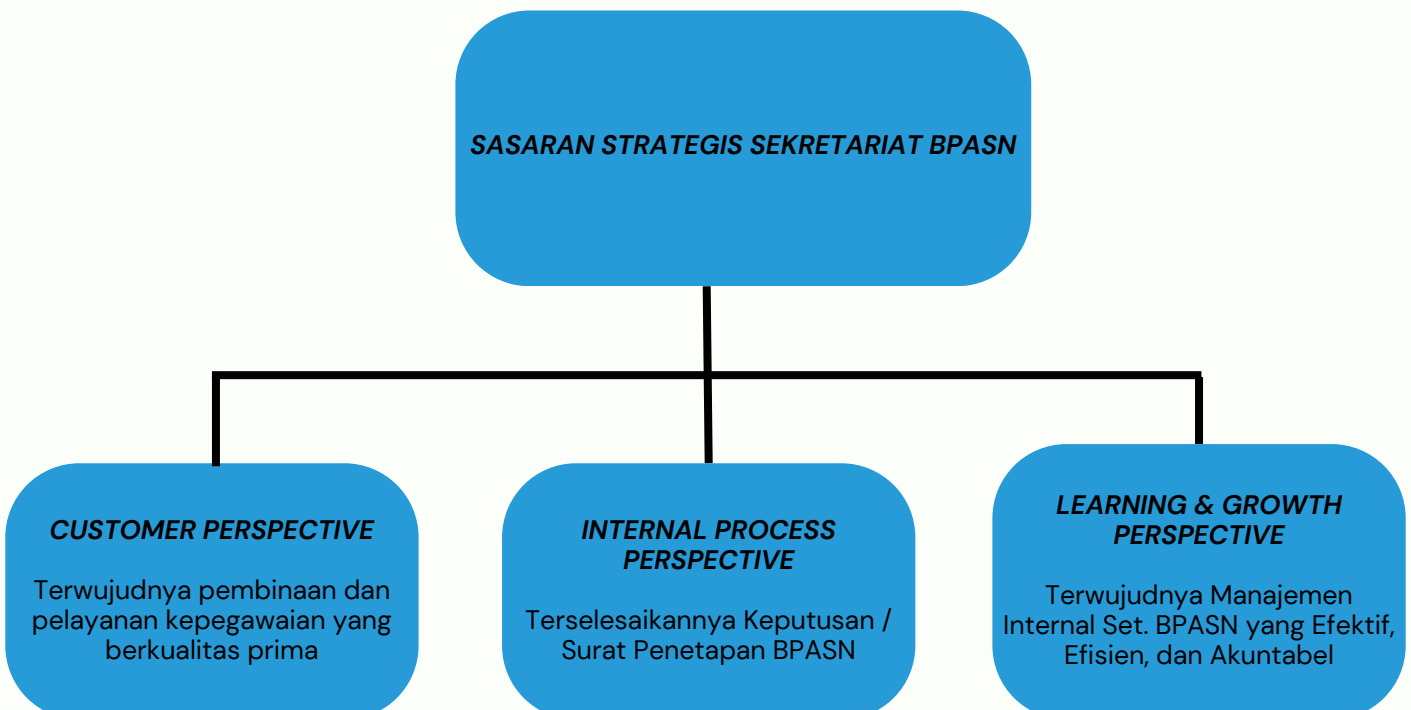 SASARAN STRATEGIS SEKRETARIAT BPASN
CUSTOMER PERSPECTIVE
Terwujudnya pembinaan dan
pelayanan kepegawaian yang
berkualitas prima
INTERNAL PROCESS
PERSPECTIVE
Terselesaikannya Keputusan /
Surat Penetapan BPASN
LEARNING & GROWTH
PERSPECTIVE
Terwujudnya Manajemen
Internal Set. BPASN yang Efektif,
Efisien, dan Akuntabel